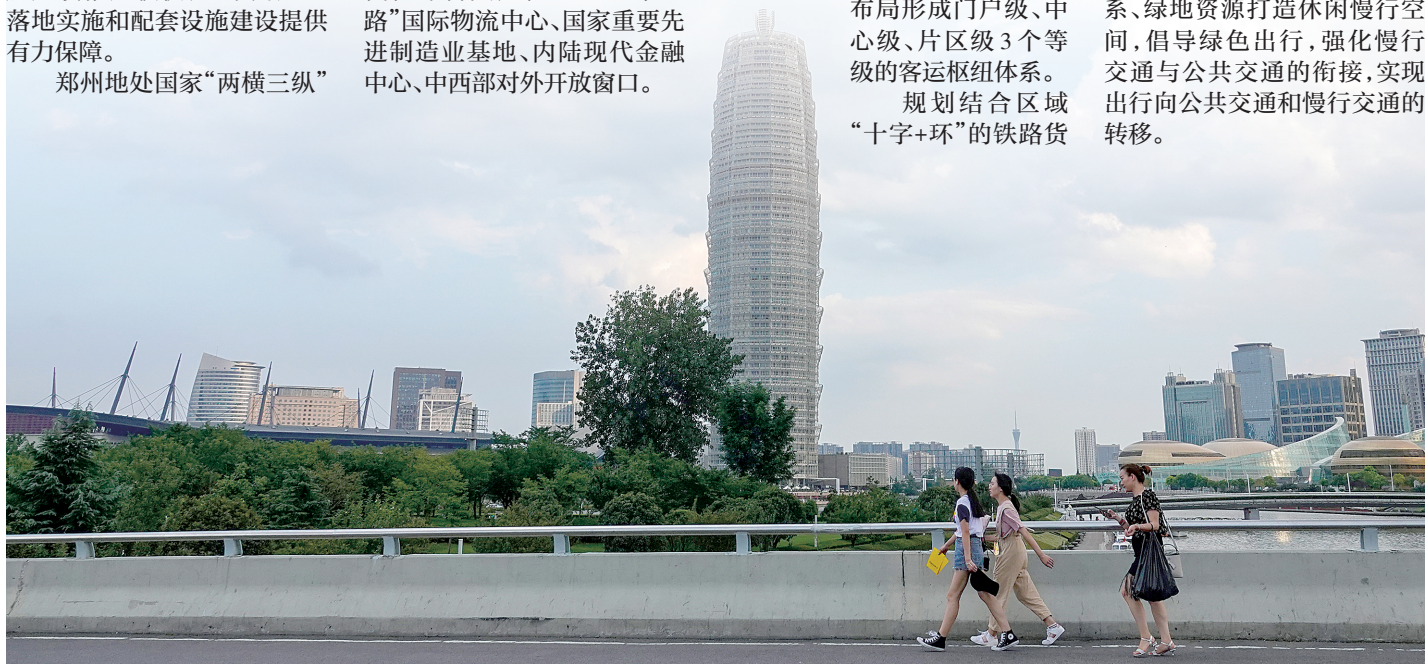 落地实施和配套设施建设提供
有力保障。
郑州地处国家“两横三纵”
路”国际物流中心、国家重要先
进制造业基地、内陆现代金融
中心、中西部对外开放窗口。
布局形成门户级、中
心级、片区级3个等
级的客运枢纽体系。
规划结合区域
“十字+环”的铁路货
系、绿地资源打造休闲慢行空
间，倡导绿色出行，强化慢行
交通与公共交通的衔接，实现
出行向公共交通和慢行交通的
转移。